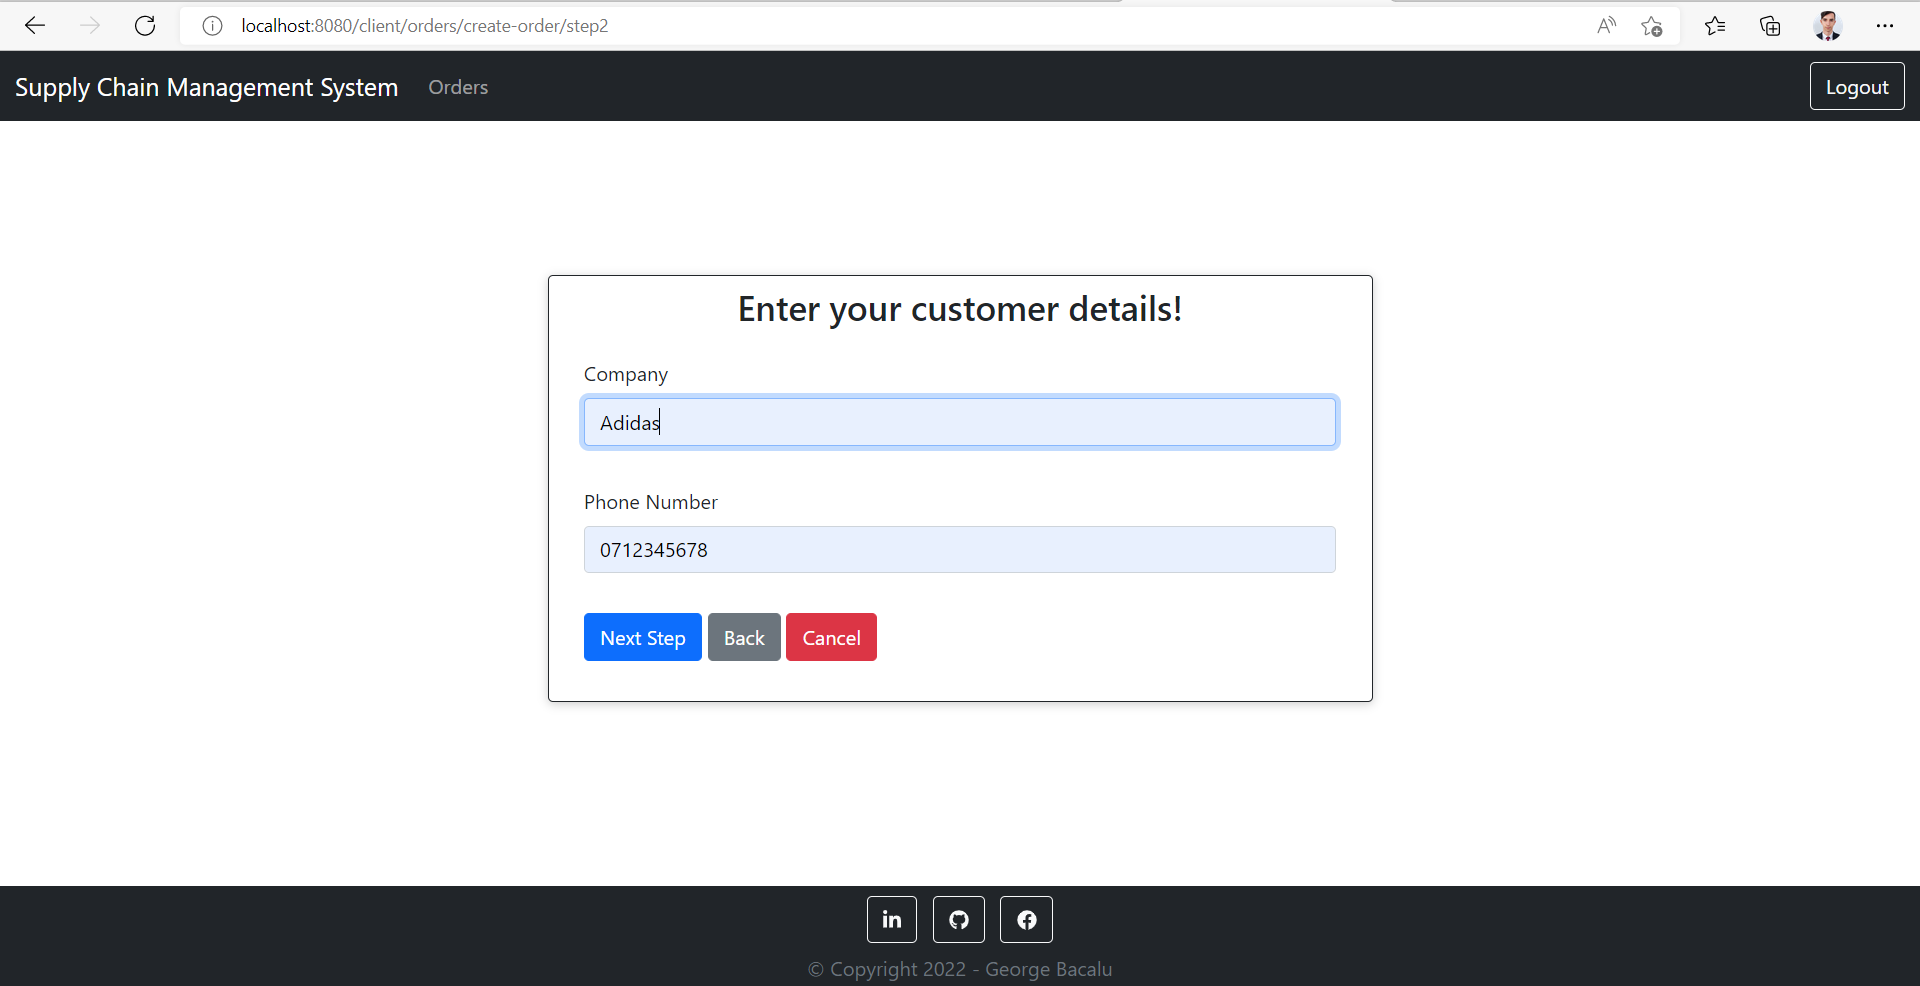 localhost:8080/client/orders/create-order/step2
Supply Chain Management System Orders Logout
Enter your customer details!
Company
Adidas
Phone Number
0712345678
Next Step Back Cancel
© Copyright 2022 - George Bacalu